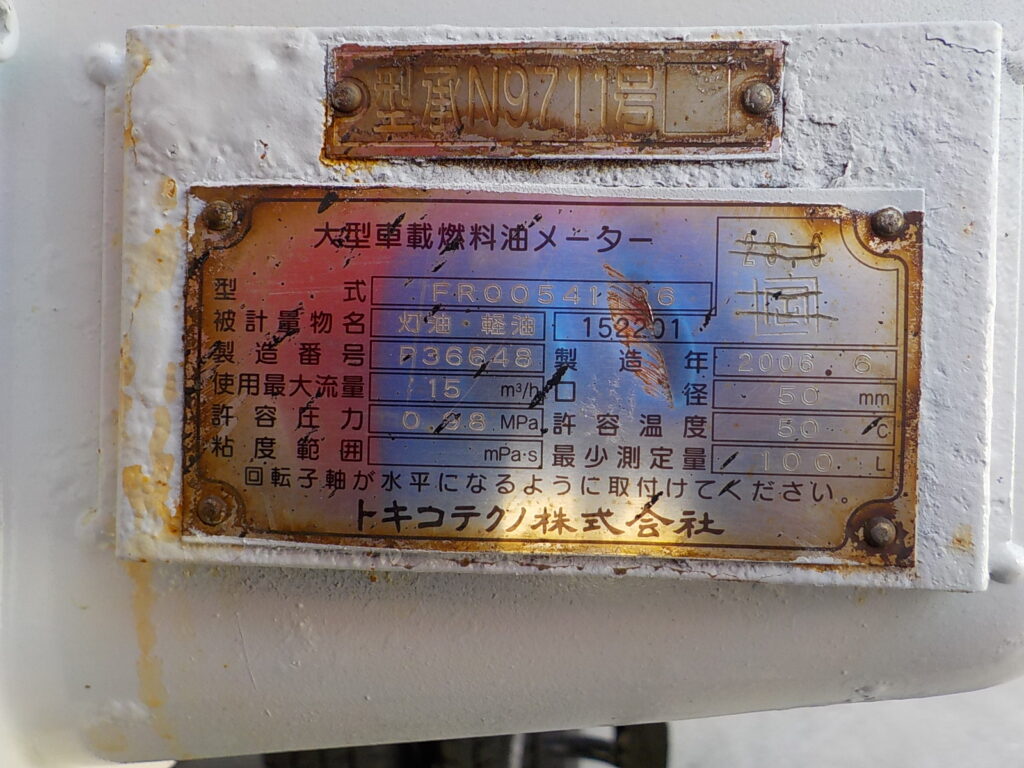 型承N9711号
大型車載燃料油メーター
型式
被計量物名 灯油・軽油 152201
製造番号 製造年 2006.6
使用最大流量 15 m³/h 口径 50 mm
許容圧力 0.98 MPa 許容温度 50 ℃
粘度範囲 mPa·s 最少測定量 100 L
回転子軸が水平になるように取付けてください。
トキコテクノ株式会社